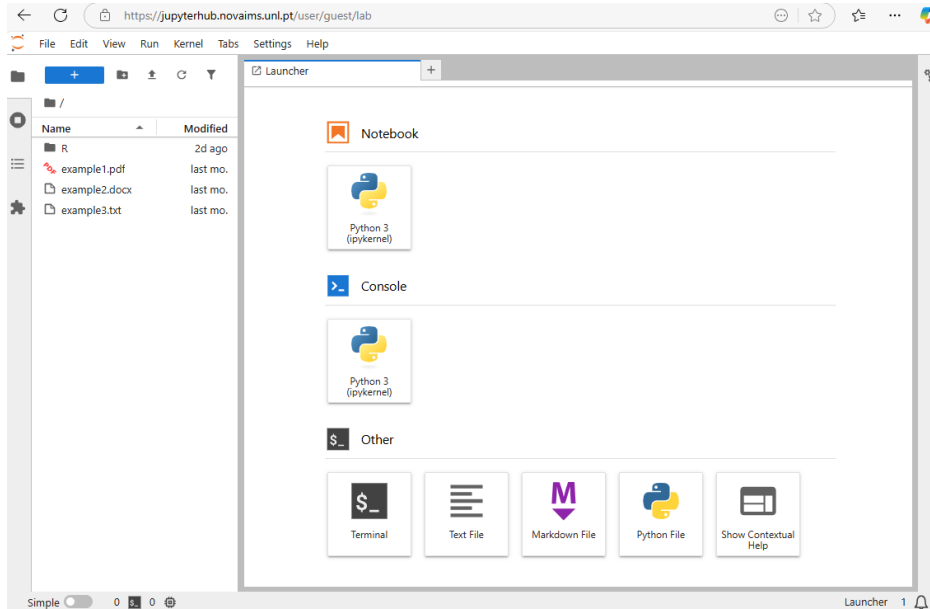 https://jupyterhub.novaims.unl.pt/user/guest/lab
File Edit View Run Kernel Tabs Settings Help
+
/
Name Modified
R 2d ago
PDF example1.pdf last mo.
example2.docx last mo.
example3.txt last mo.
Launcher +
Notebook
Python 3
(ipykernel)
>_ Console
Python 3
(ipykernel)
$_ Other
$_
Terminal
Text File
M
Markdown File
Python File
Show Contextual
Help
Simple 0 $_ 0 Launcher 1